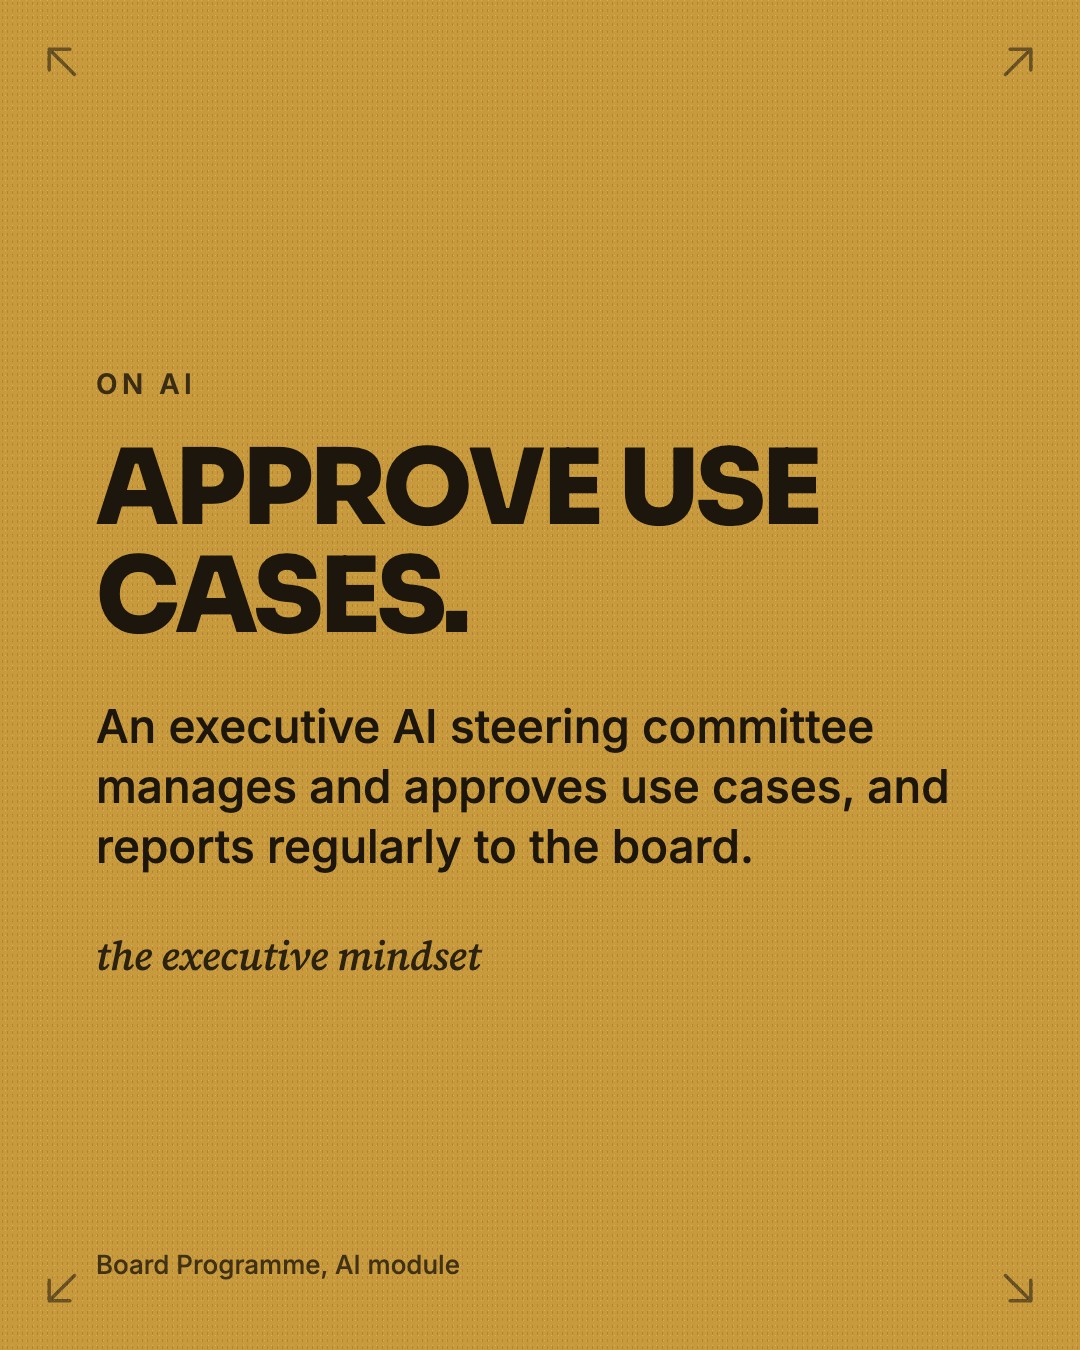 ON AI
APPROVE USE
CASES.
An executive AI steering committee
manages and approves use cases, and
reports regularly to the board.
the executive mindset
Board Programme, AI module